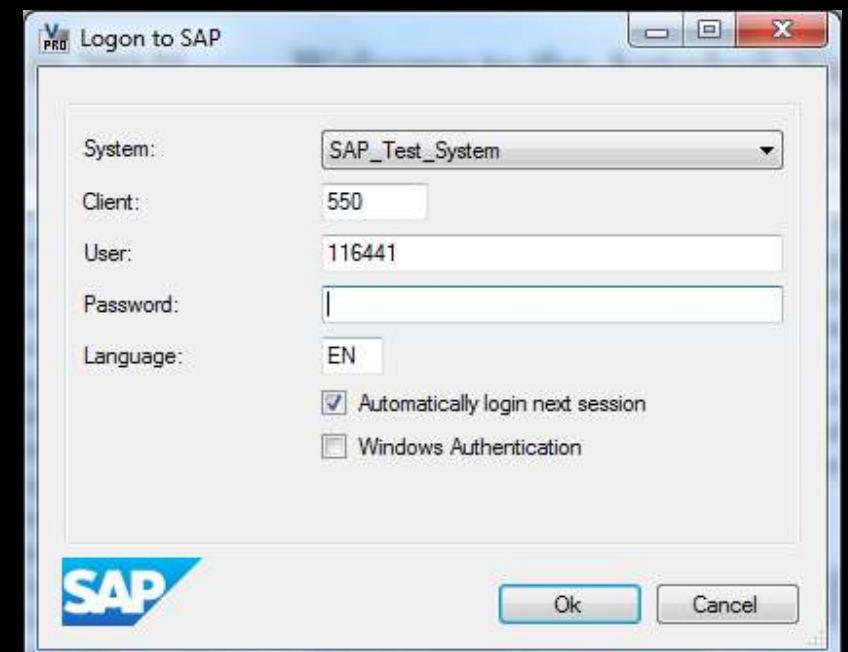 V
PRO
Logon to SAP
System:
SAP_Test_System
Client:
550
User:
116441
Password:
Language:
EN
Automatically login next session
Windows Authentication
SAP
Ok
Cancel